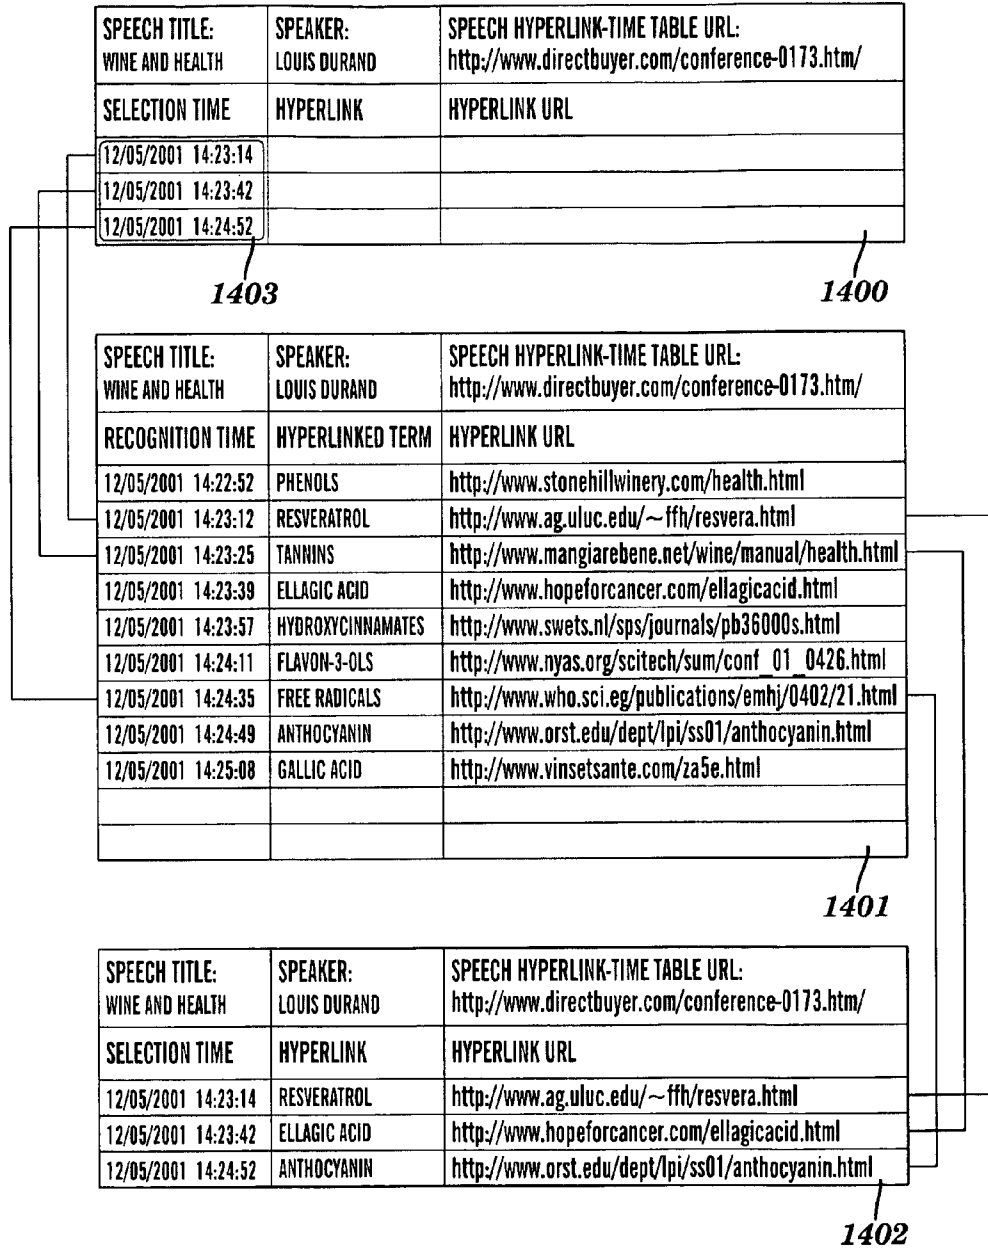 SPEECH TITLE: SPEAKER: SPEECH HYPERLINK-TIME TABLE URL:
WINE AND HEALTH LOUIS DURAND http://www.directbuyer.com/conference-0173.htm/
SELECTION TIME HYPERLINK HYPERLINK URL
12/05/2001 14:23:14
12/05/2001 14:23:42
12/05/2001 14:24:52
1403 1400
SPEECH TITLE: SPEAKER: SPEECH HYPERLINK-TIME TABLE URL:
WINE AND HEALTH LOUIS DURAND http://www.directbuyer.com/conference-0173.htm/
RECOGNITION TIME HYPERLINKED TERM HYPERLINK URL
12/05/2001 14:22:52 PHENOLS http://www.stonehillwinery.com/health.html
12/05/2001 14:23:12 RESVERATROL http://www.ag.uluc.edu/~ffh/resvera.html
12/05/2001 14:23:25 TANNINS http://www.mangiarebene.net/wine/manual/health.html
12/05/2001 14:23:39 ELLAGIC ACID http://www.hopeforcancer.com/ellagicacid.html
12/05/2001 14:23:57 HYDROXYCINNAMATES http://www.swets.nl/sps/journals/pb36000s.html
12/05/2001 14:24:11 FLAVON-3-OLS http://www.nyas.org/scitech/sum/conf_01_0426.html
12/05/2001 14:24:35 FREE RADICALS http://www.who.sci.eg/publications/emhj/0402/21.html
12/05/2001 14:24:49 ANTHOCYANIN http://www.orst.edu/dept/lpi/ss01/anthocyanin.html
12/05/2001 14:25:08 GALLIC ACID http://www.vinsetsante.com/za5e.html
1401
SPEECH TITLE: SPEAKER: SPEECH HYPERLINK-TIME TABLE URL:
WINE AND HEALTH LOUIS DURAND http://www.directbuyer.com/conference-0173.htm/
SELECTION TIME HYPERLINK HYPERLINK URL
12/05/2001 14:23:14 RESVERATROL http://www.ag.uluc.edu/~ffh/resvera.html
12/05/2001 14:23:42 ELLAGIC ACID http://www.hopeforcancer.com/ellagicacid.html
12/05/2001 14:24:52 ANTHOCYANIN http://www.orst.edu/dept/lpi/ss01/anthocyanin.html
1402